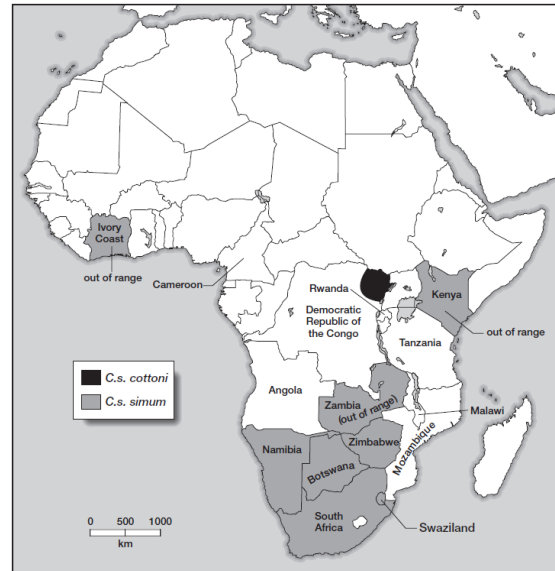 Ivory
Coast
out of range
Cameroon
Rwanda
Democratic
Republic of
the Congo
Kenya
out of range
Tanzania
C.s. cottoni
C.s. simum
Angola
Zambia
(out of range)
Malawi
Zimbabwe
Namibia
Botswana
Mozambique
South
Africa
Swaziland
0 500 1000
km